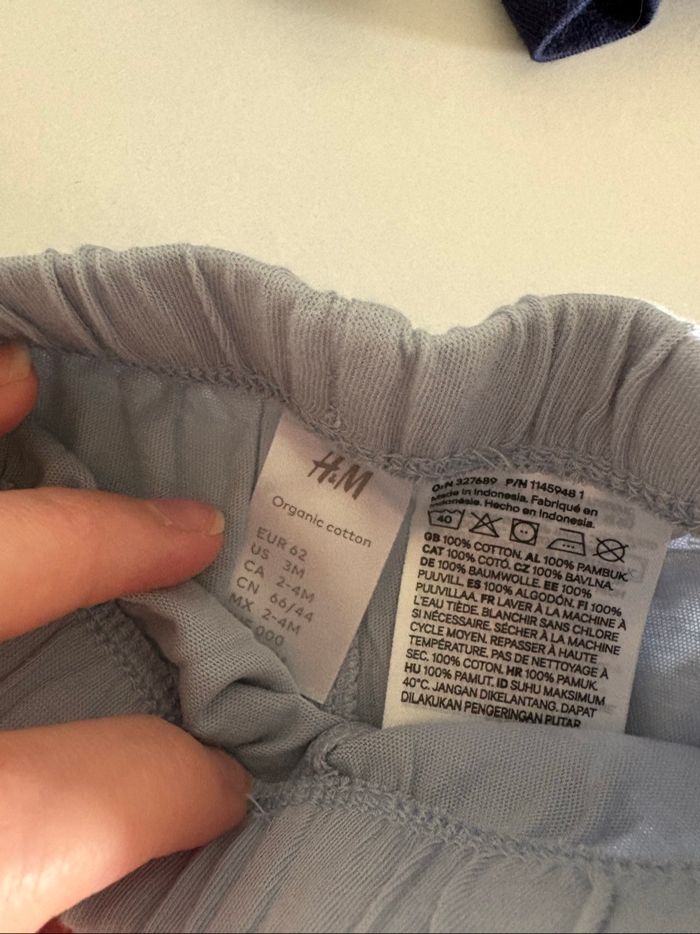 H&M
Organic cotton
EUR 62
US 3M
CA 2-4M
CN 66/44
MX 2-4M
000
O-N 327689 P/N 1145948 1
Made in Indonesia. Fabriqué en
Indonésie. Hecho en Indonesia.
40
GB 100% COTTON. AL 100% PAMBUK.
CAT 100% COTÓ. CZ 100% BAVLNA.
DE 100% BAUMWOLLE. EE 100%
PUUVILL. ES 100% ALGODÓN. FI 100%
PUUVILLAA. FR LAVER À LA MACHINE À
L'EAU TIÈDE. BLANCHIR SANS CHLORE
SI NÉCESSAIRE. SÉCHER À LA MACHINE
CYCLE MOYEN. REPASSER À HAUTE
TEMPÉRATURE. PAS DE NETTOYAGE À
SEC. 100% COTON. HR 100% PAMUK.
HU 100% PAMUT. ID SUHU MAKSIMUM
40°C. JANGAN DIKELANTANG. DAPAT
DILAKUKAN PENGERINGAN PUTAR